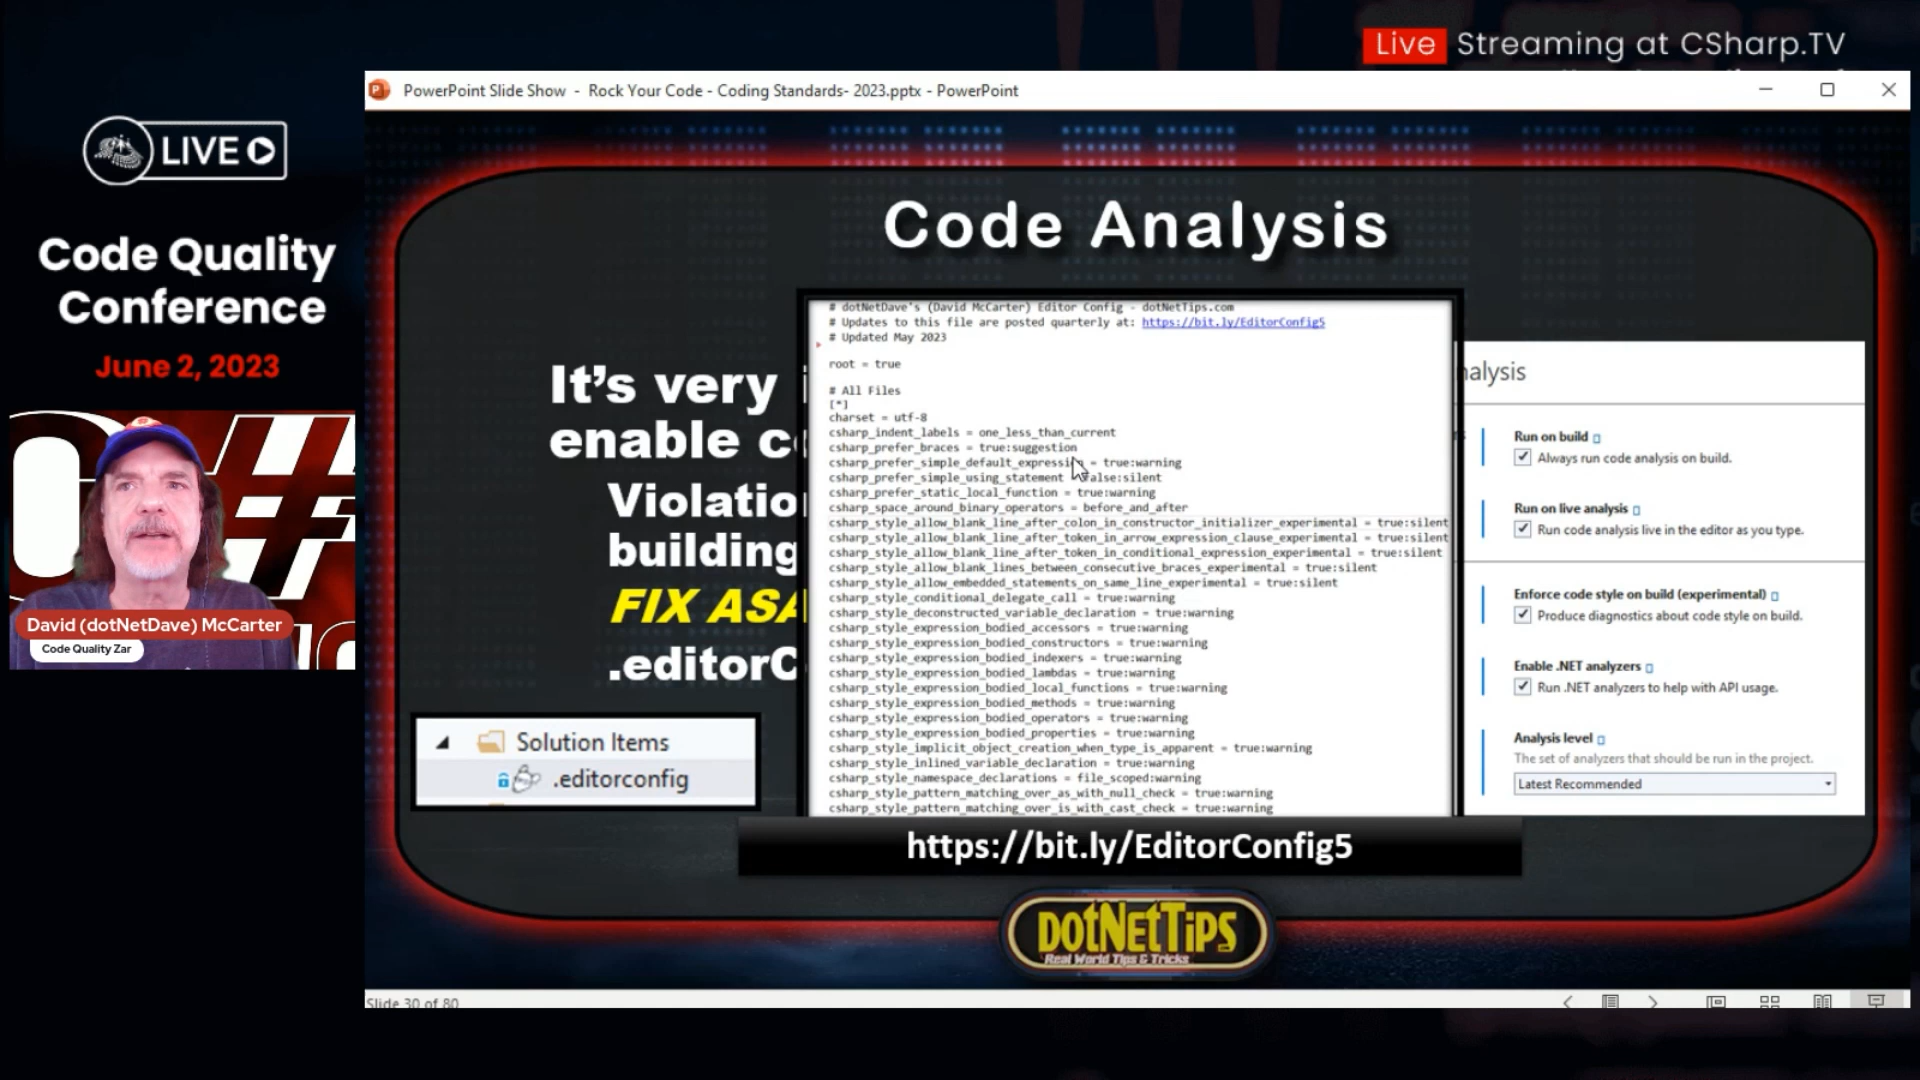 Live Streaming at CSharp.TV
PowerPoint Slide Show - Rock Your Code - Coding Standards- 2023.pptx - PowerPoint
LIVE
Code Quality
Conference
June 2, 2023
David (dotNetDave) McCarter
Code Quality Zar
Code Analysis
It's very
enable
Violatio
building
FIX ASA
.editorC
Solution Items
.editorconfig
# dotNetDave's (David McCarter) Editor Config - dotNetTips.com
# Updates to this file are posted quarterly at: https://bit.ly/EditorConfig5
# Updated May 2023
root = true
# All Files
[*]
charset = utf-8
csharp_indent_labels = one_less_than_current
csharp_prefer_braces = true:suggestion
csharp_prefer_simple_default_expression = true:warning
csharp_prefer_simple_using_statement = false:silent
csharp_prefer_static_local_function = true:warning
csharp_space_around_binary_operators = before_and_after
csharp_style_allow_blank_line_after_colon_in_constructor_initializer_experimental = true:silent
csharp_style_allow_blank_line_after_token_in_arrow_expression_clause_experimental = true:silent
csharp_style_allow_blank_line_after_token_in_conditional_expression_experimental = true:silent
csharp_style_allow_blank_lines_between_consecutive_braces_experimental = true:silent
csharp_style_allow_embedded_statements_on_same_line_experimental = true:silent
csharp_style_conditional_delegate_call = true:warning
csharp_style_deconstructed_variable_declaration = true:warning
csharp_style_expression_bodied_accessors = true:warning
csharp_style_expression_bodied_constructors = true:warning
csharp_style_expression_bodied_indexers = true:warning
csharp_style_expression_bodied_lambdas = true:warning
csharp_style_expression_bodied_local_functions = true:warning
csharp_style_expression_bodied_methods = true:warning
csharp_style_expression_bodied_operators = true:warning
csharp_style_expression_bodied_properties = true:warning
csharp_style_implicit_object_creation_when_type_is_apparent = true:warning
csharp_style_inlined_variable_declaration = true:warning
csharp_style_namespace_declarations = file_scoped:warning
csharp_style_pattern_matching_over_as_with_null_check = true:warning
csharp_style_pattern_matching_over_is_with_cast_check = true:warning
nalysis
Run on build
Always run code analysis on build.
Run on live analysis
Run code analysis live in the editor as you type.
Enforce code style on build (experimental)
Produce diagnostics about code style on build.
Enable .NET analyzers
Run .NET analyzers to help with API usage.
Analysis level
The set of analyzers that should be run in the project.
Latest Recommended
https://bit.ly/EditorConfig5
dotNetTips
Real World Tips & Tricks
Slide 30 of 80